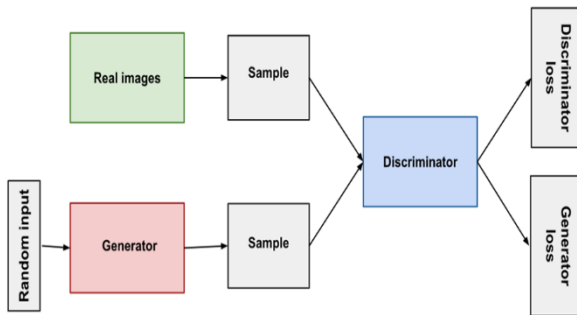 Real images
Sample
Discriminator
loss
Discriminator
Random input
Generator
Sample
Generator
loss